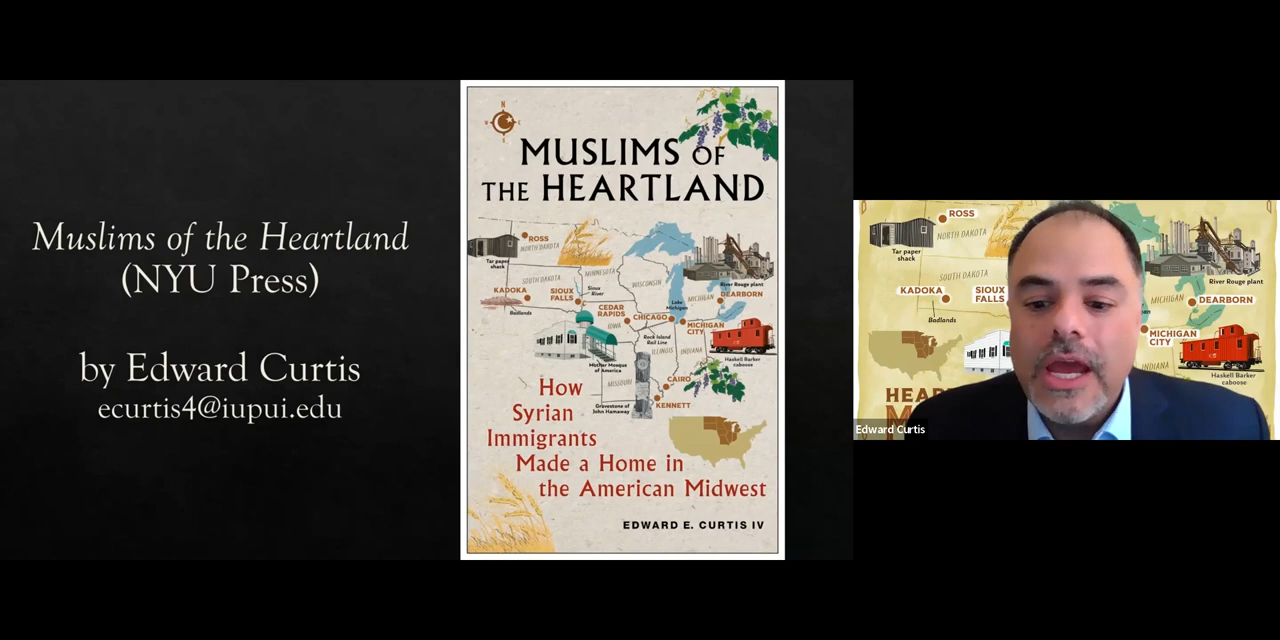 Muslims of the Heartland
(NYU Press)
by Edward Curtis
ecurtis4@iupui.edu
N
W
E
MUSLIMS OF
THE HEARTLAND
ROSS
NORTH DAKOTA
Tar paper
shack
MINNESOTA
SOUTH DAKOTA
WISCONSIN
River Rouge plant
KADOKA
Badlands
SIOUX
FALLS
Sioux
River
CEDAR
RAPIDS
IOWA
CHICAGO
Lake
Michigan
MICHIGAN
DEARBORN
MICHIGAN
CITY
Rock Island
Rail Line
ILLINOIS
INDIANA
Haskell Barker
caboose
Mother Mosque
of America
MISSOURI
CAIRO
KENNETT
Gravestone of
John Hamaway
How
Syrian
Immigrants
Made a Home in
the American Midwest
EDWARD E. CURTIS IV
ROSS
NORTH DAKOTA
Tar paper
shack
SOUTH DAKOTA
River Rouge plant
KADOKA
SIOUX
FALLS
Badlands
MICHIGAN
DEARBORN
MICHIGAN
CITY
INDIANA
Haskell Barker
caboose
Edward Curtis